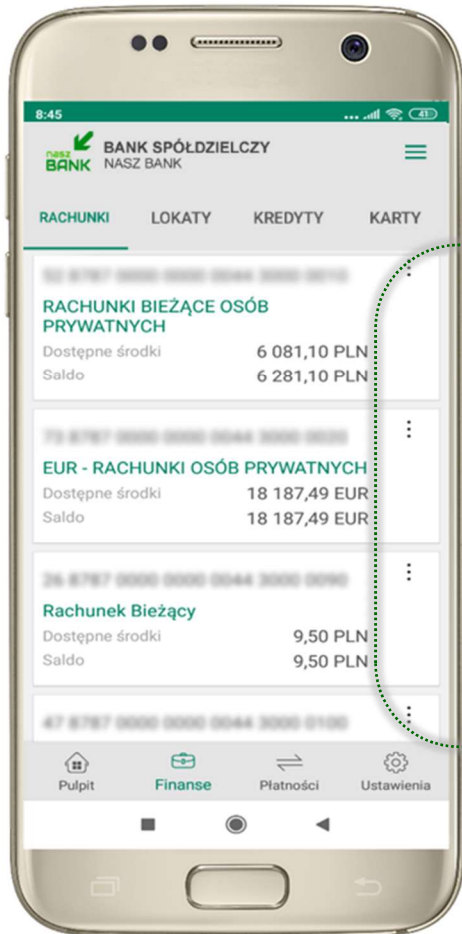 8:45
nasz
BANK
BANK SPÓŁDZIELCZY
NASZ BANK
RACHUNKI LOKATY KREDYTY KARTY
RACHUNKI BIEŻĄCE OSÓB
PRYWATNYCH
Dostępne środki 6 081,10 PLN
Saldo 6 281,10 PLN
EUR - RACHUNKI OSÓB PRYWATNYCH
Dostępne środki 18 187,49 EUR
Saldo 18 187,49 EUR
Rachunek Bieżący
Dostępne środki 9,50 PLN
Saldo 9,50 PLN
Pulpit Finanse Płatności Ustawienia